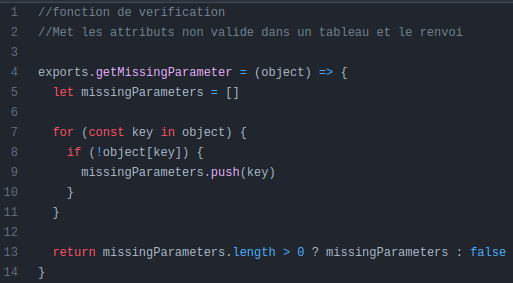 1 //fonction de verification
2 //Met les attributs non valide dans un tableau et le renvoi
3
4 exports.getMissingParameter = (object) => {
5   let missingParameters = []
6
7   for (const key in object) {
8     if (!object[key]) {
9       missingParameters.push(key)
10     }
11   }
12
13   return missingParameters.length > 0 ? missingParameters : false
14 }